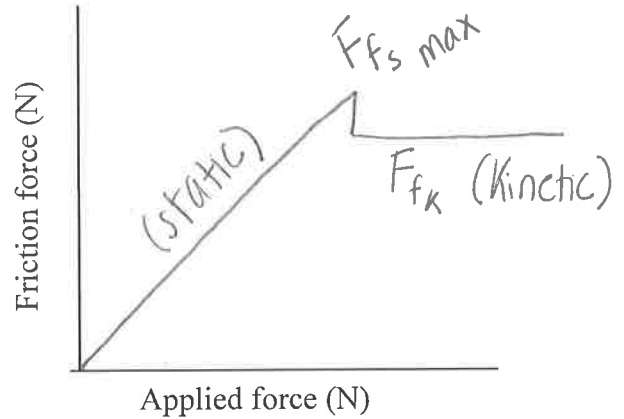 Ffs max
(static)
FfK (Kinetic)
Friction force (N)
Applied force (N)